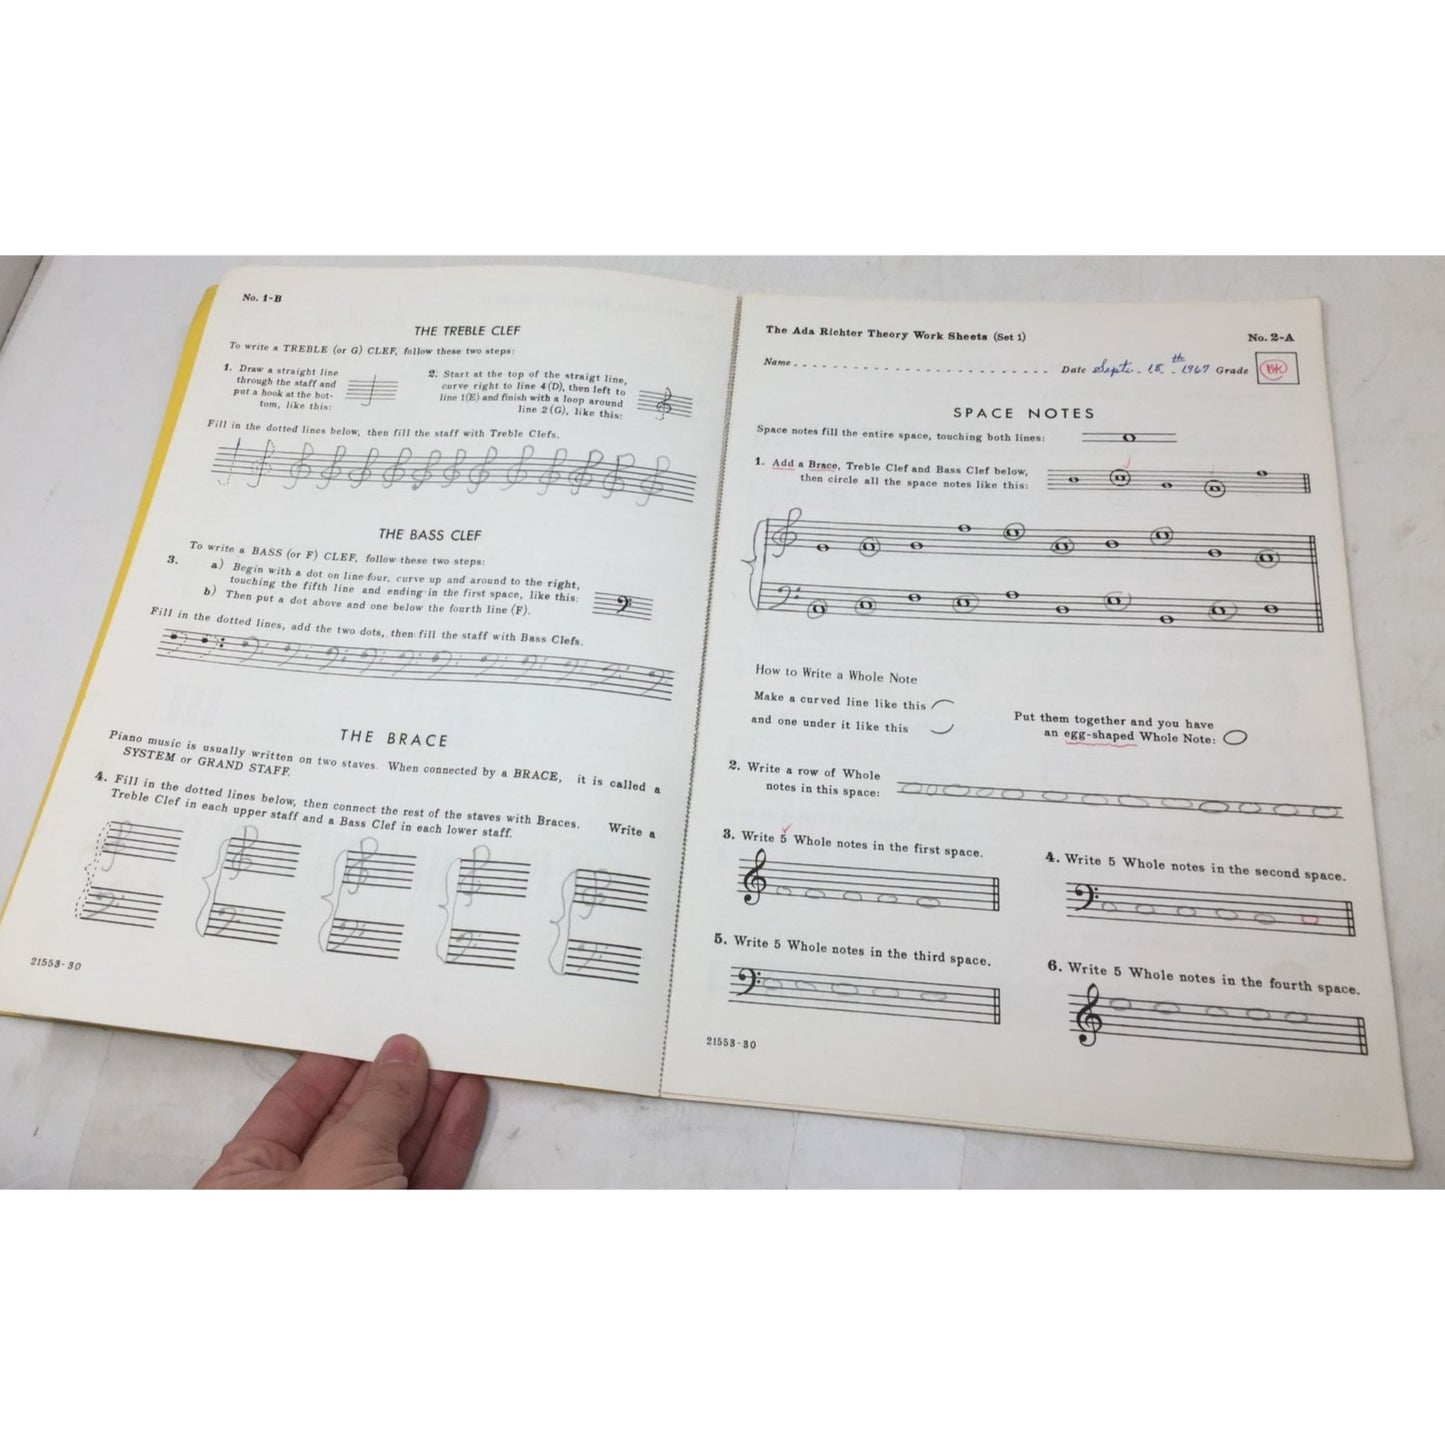 No. 1-B
THE TREBLE CLEF
To write a TREBLE (or G) CLEF, follow these two steps:
1. Draw a straight line
through the staff and
put a hook at the bot-
tom, like this:
2. Start at the top of the straigt line,
curve right to line 4 (D), then left to
line 1(E) and finish with a loop around
line 2 (G), like this:
Fill in the dotted lines below, then fill the staff with Treble Clefs.
THE BASS CLEF
To write a BASS (or F) CLEF, follow these two steps:
3. a) Begin with a dot on line four, curve up and around to the right,
touching the fifth line and ending in the first space, like this:
b) Then put a dot above and one below the fourth line (F).
Fill in the dotted lines, add the two dots, then fill the staff with Bass Clefs.
THE BRACE
Piano music is usually written on two staves. When connected by a BRACE, it is called a
SYSTEM or GRAND STAFF.
4. Fill in the dotted lines below, then connect the rest of the staves with Braces. Write a
Treble Clef in each upper staff and a Bass Clef in each lower staff.
21553-30
The Ada Richter Theory Work Sheets (Set 1)
No. 2-A
Name Date Septi. 18th 1967 Grade BK
SPACE NOTES
Space notes fill the entire space, touching both lines:
1. Add a Brace, Treble Clef and Bass Clef below,
then circle all the space notes like this:
How to Write a Whole Note
Make a curved line like this
and one under it like this
Put them together and you have
an egg-shaped Whole Note:
2. Write a row of Whole
notes in this space:
3. Write 5 Whole notes in the first space.
4. Write 5 Whole notes in the second space.
5. Write 5 Whole notes in the third space.
6. Write 5 Whole notes in the fourth space.
21553-30